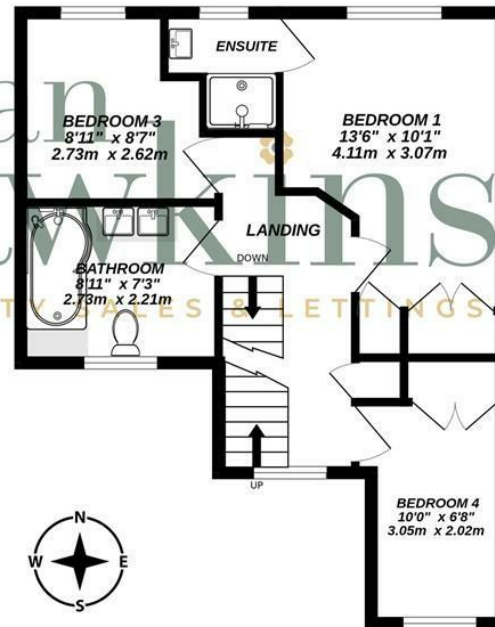 ENSUITE
BEDROOM 3
8'11" x 8'7"
2.73m x 2.62m
BEDROOM 1
13'6" x 10'1"
4.11m x 3.07m
LANDING
DOWN
BATHROOM
8'11" x 7'3"
2.73m x 2.21m
SALES & LETTINGS
UP
BEDROOM 4
10'0" x 6'8"
3.05m x 2.02m
N
W E
S